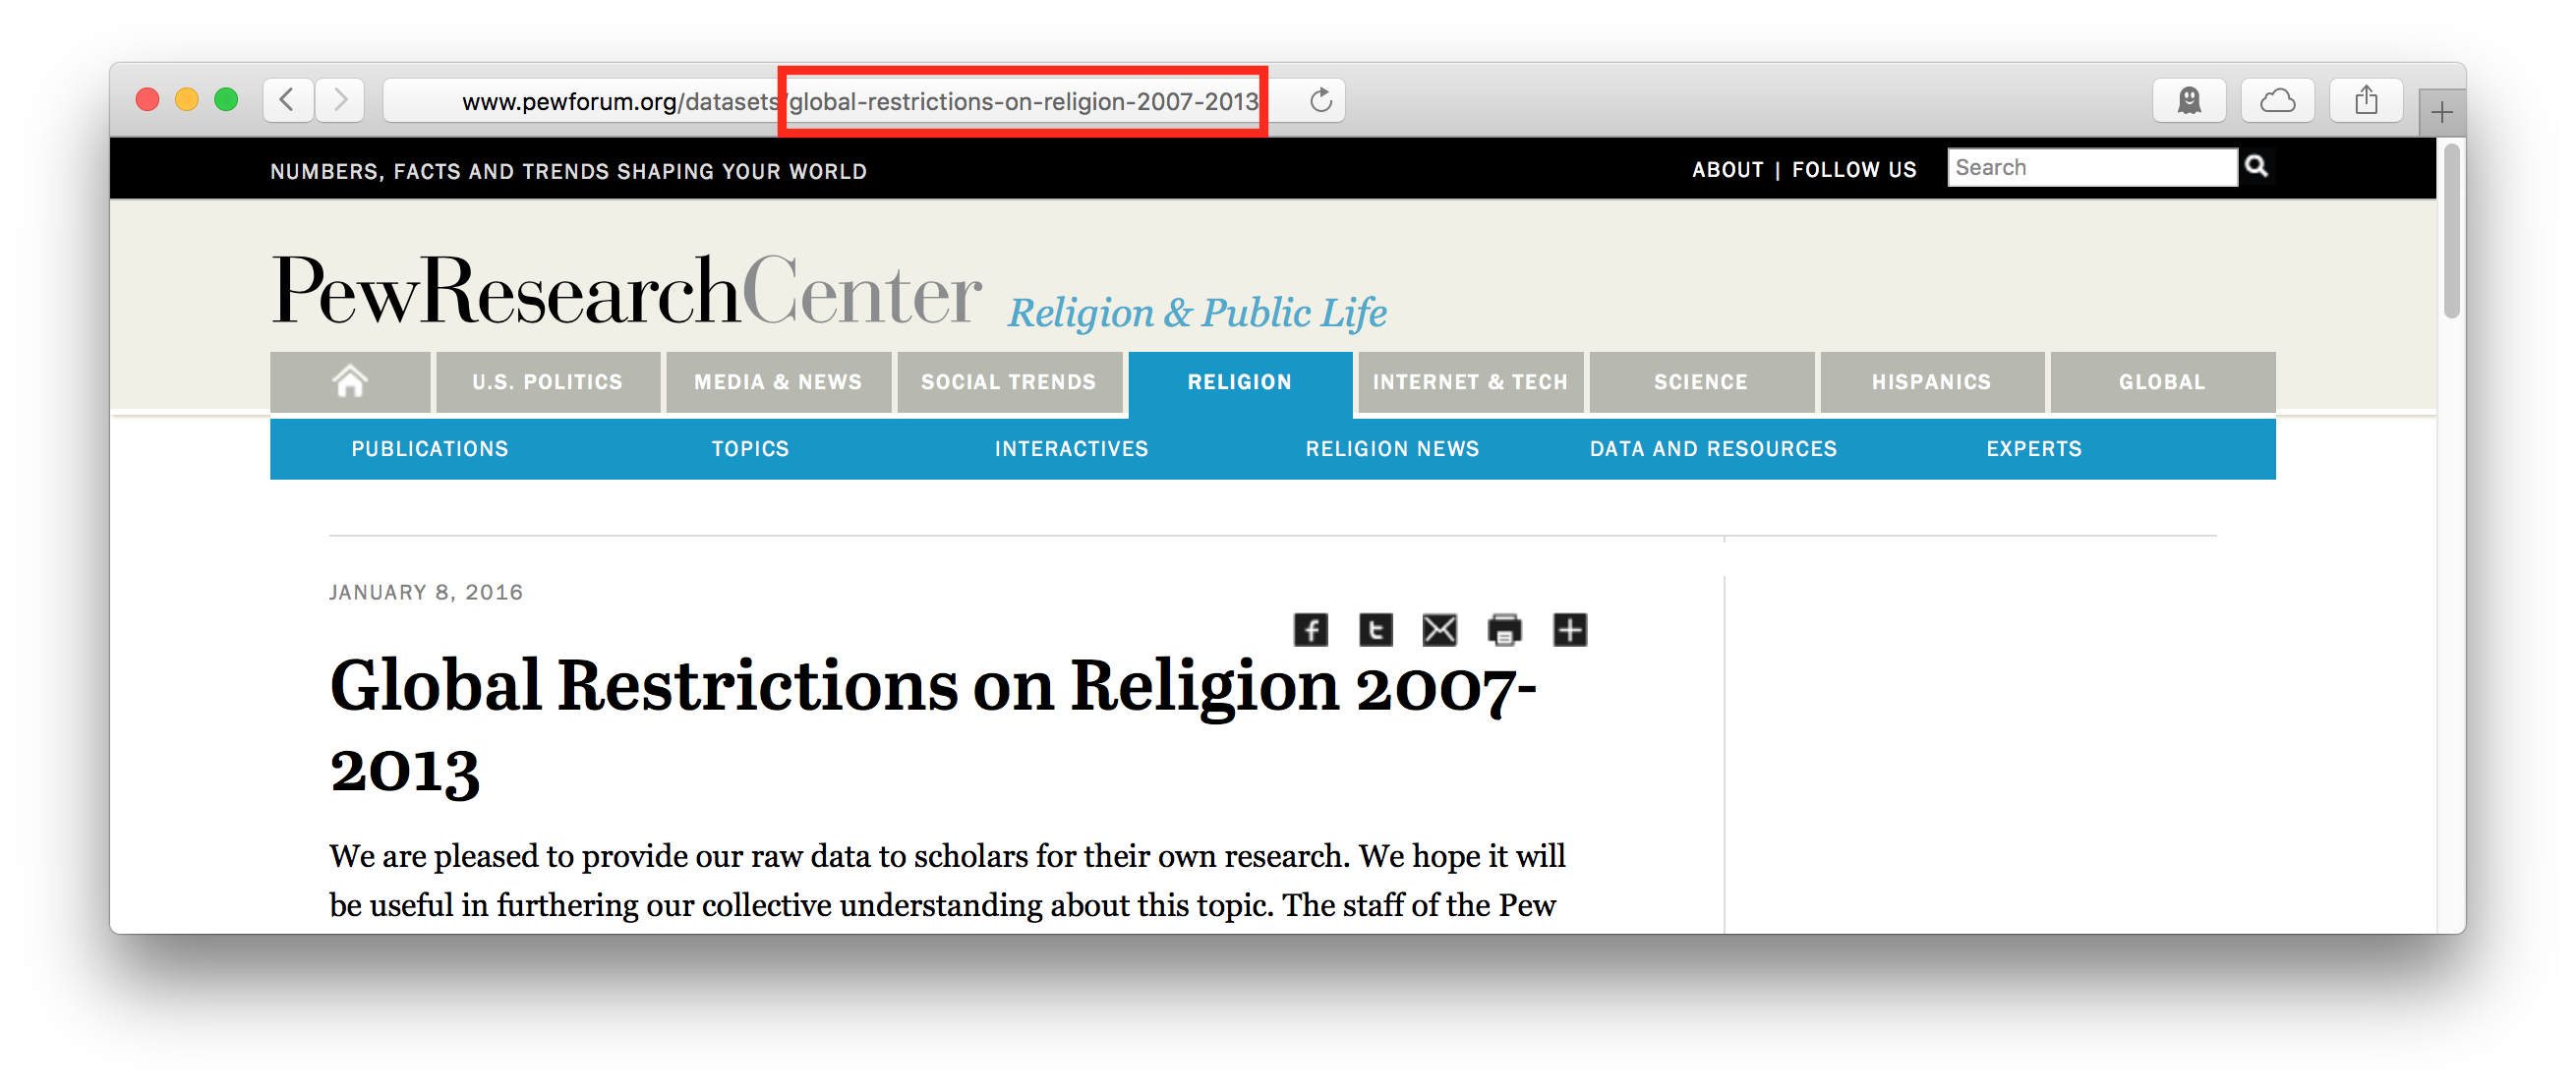 www.pewforum.org/datasets/global-restrictions-on-religion-2007-2013
NUMBERS, FACTS AND TRENDS SHAPING YOUR WORLD
ABOUT | FOLLOW US
Search
PewResearchCenter Religion & Public Life
U.S. POLITICS
MEDIA & NEWS
SOCIAL TRENDS
RELIGION
INTERNET & TECH
SCIENCE
HISPANICS
GLOBAL
PUBLICATIONS
TOPICS
INTERACTIVES
RELIGION NEWS
DATA AND RESOURCES
EXPERTS
JANUARY 8, 2016
Global Restrictions on Religion 2007-
2013
We are pleased to provide our raw data to scholars for their own research. We hope it will
be useful in furthering our collective understanding about this topic. The staff of the Pew